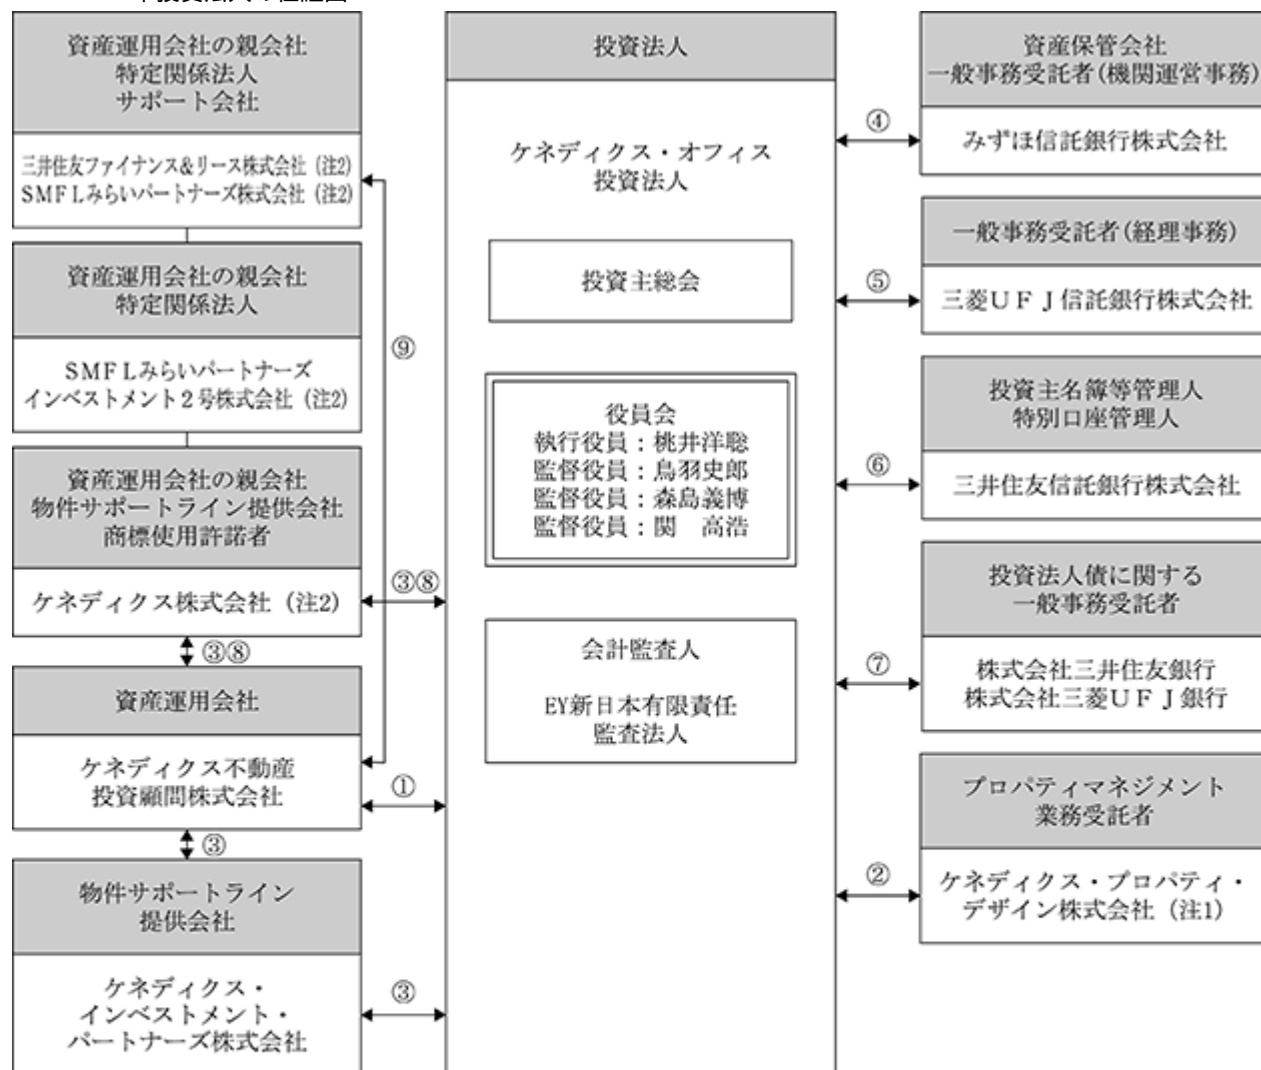 資産運用会社の親会社
特定関係法人
サポート会社
三井住友ファイナンス&リース株式会社（注2）
SMFLみらいパートナーズ株式会社（注2）
資産運用会社の親会社
特定関係法人
SMFLみらいパートナーズ
インベストメント2号株式会社（注2）
資産運用会社の親会社
物件サポートライン提供会社
商標使用許諾者
ケネディクス株式会社（注2）
③⑧
資産運用会社
ケネディクス不動産
投資顧問株式会社
③
物件サポートライン
提供会社
ケネディクス・
インベストメント・
パートナーズ株式会社
⑨
③⑧
①
③
投資法人
ケネディクス・オフィス
投資法人
投資主総会
役員会
執行役員：桃井洋聡
監督役員：鳥羽史郎
監督役員：森島義博
監督役員：関　高浩
会計監査人
EY新日本有限責任
監査法人
④
⑤
⑥
⑦
②
資産保管会社
一般事務受託者(機関運営事務)
みずほ信託銀行株式会社
一般事務受託者(経理事務)
三菱UFJ信託銀行株式会社
投資主名簿等管理人
特別口座管理人
三井住友信託銀行株式会社
投資法人債に関する
一般事務受託者
株式会社三井住友銀行
株式会社三菱UFJ銀行
プロパティマネジメント
業務受託者
ケネディクス・プロパティ・
デザイン株式会社（注1）